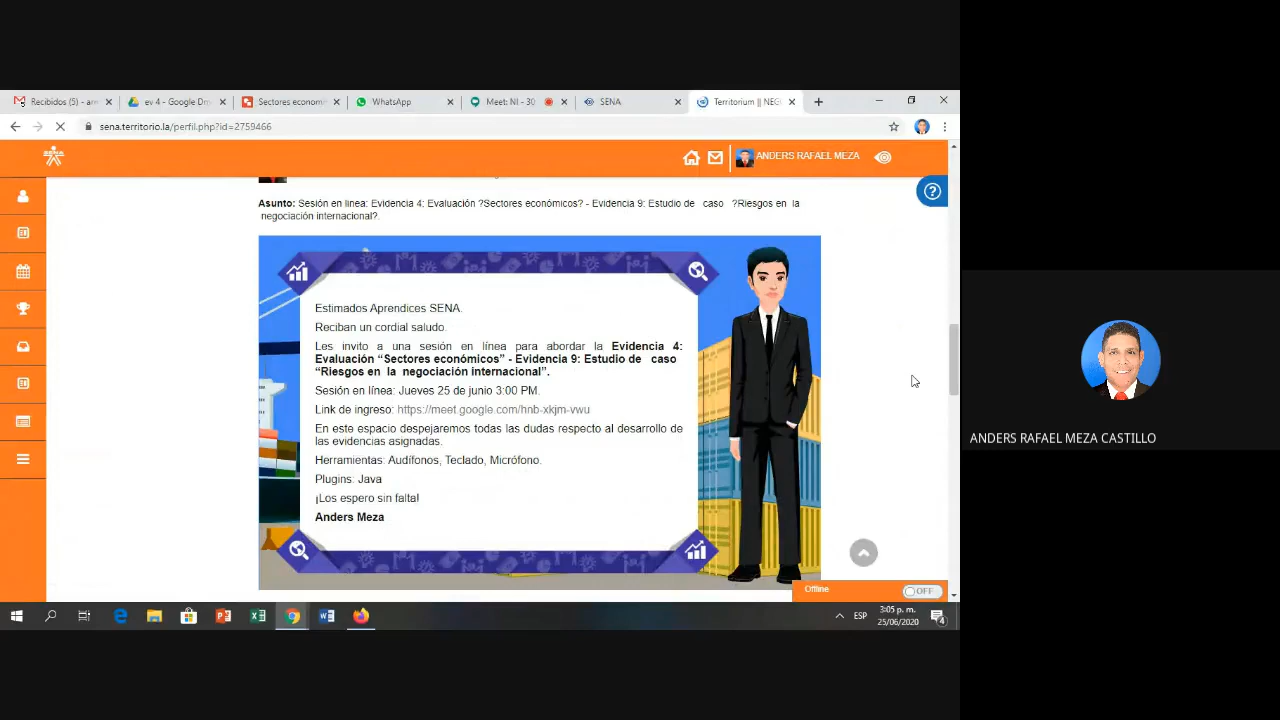 Recibidos (5) - an
ev 4 - Google Dri
Sectores económi
WhatsApp
Meet: NI - 30
SENA
Territorium || NEG
sena.territorio.la/perfil.php?id=2759466
SENA
ANDERS RAFAEL MEZA
Asunto: Sesión en línea: Evidencia 4: Evaluación ?Sectores económicos? - Evidencia 9: Estudio de caso ?Riesgos en la
negociación internacional?.
Estimados Aprendices SENA.
Reciban un cordial saludo.
Les invito a una sesión en línea para abordar la Evidencia 4:
Evaluación “Sectores económicos” - Evidencia 9: Estudio de caso
“Riesgos en la negociación internacional”.
Sesión en línea: Jueves 25 de junio 3:00 PM.
Link de ingreso: https://meet.google.com/hnb-xkjm-vwu
En este espacio despejaremos todas las dudas respecto al desarrollo de
las evidencias asignadas.
Herramientas: Audífonos, Teclado, Micrófono.
Plugins: Java
¡Los espero sin falta!
Anders Meza
Offline
OFF
ESP
3:05 p. m.
25/06/2020
4
ANDERS RAFAEL MEZA CASTILLO